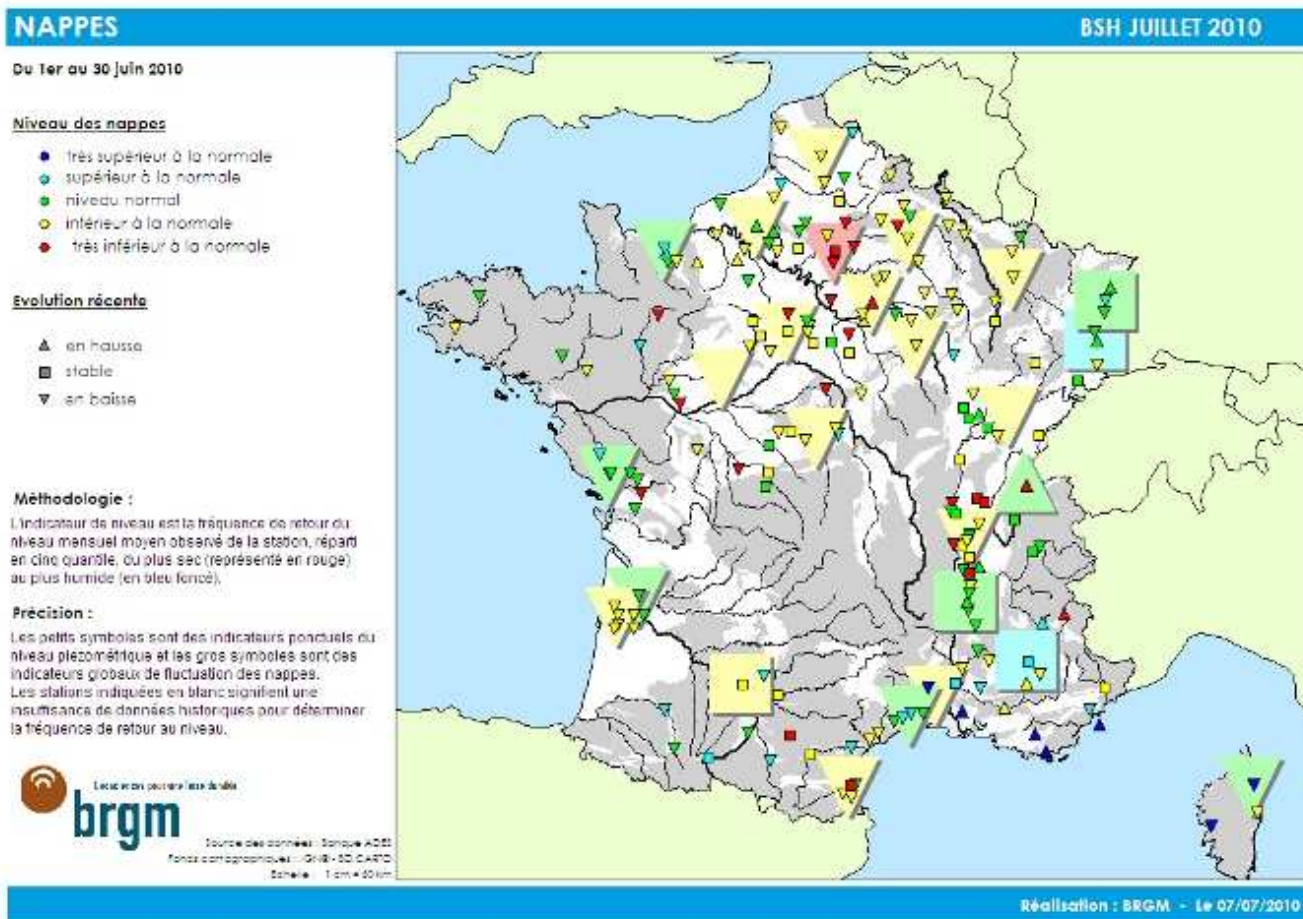 NAPPES
BSH JUILLET 2010
Du 1er au 30 juin 2010
Niveau des nappes
très supérieur à la normale
supérieur à la normale
niveau normal
inférieur à la normale
très inférieur à la normale
Evolution récente
en hausse
stable
en baisse
Méthodologie :
L'indicateur de niveau est la fréquence de retour du
niveau mensuel moyen observé de la station, réparti
en cinq quantile, du plus sec (représenté en rouge)
au plus humide (en bleu foncé).
Précision :
Les petits symboles sont des indicateurs ponctuels du
niveau piezométrique et les gros symboles sont des
indicateurs globaux de fluctuation des nappes.
Les stations indiquées en blanc signifient une
insuffisance de données historiques pour déterminer
la fréquence de retour au niveau.
brgm
Source des données : Banque ADES
Fonds cartographiques : IGN© - BD CARTO
Echelle : 1 cm = 60 km
Réalisation : BRGM - Le 07/07/2010